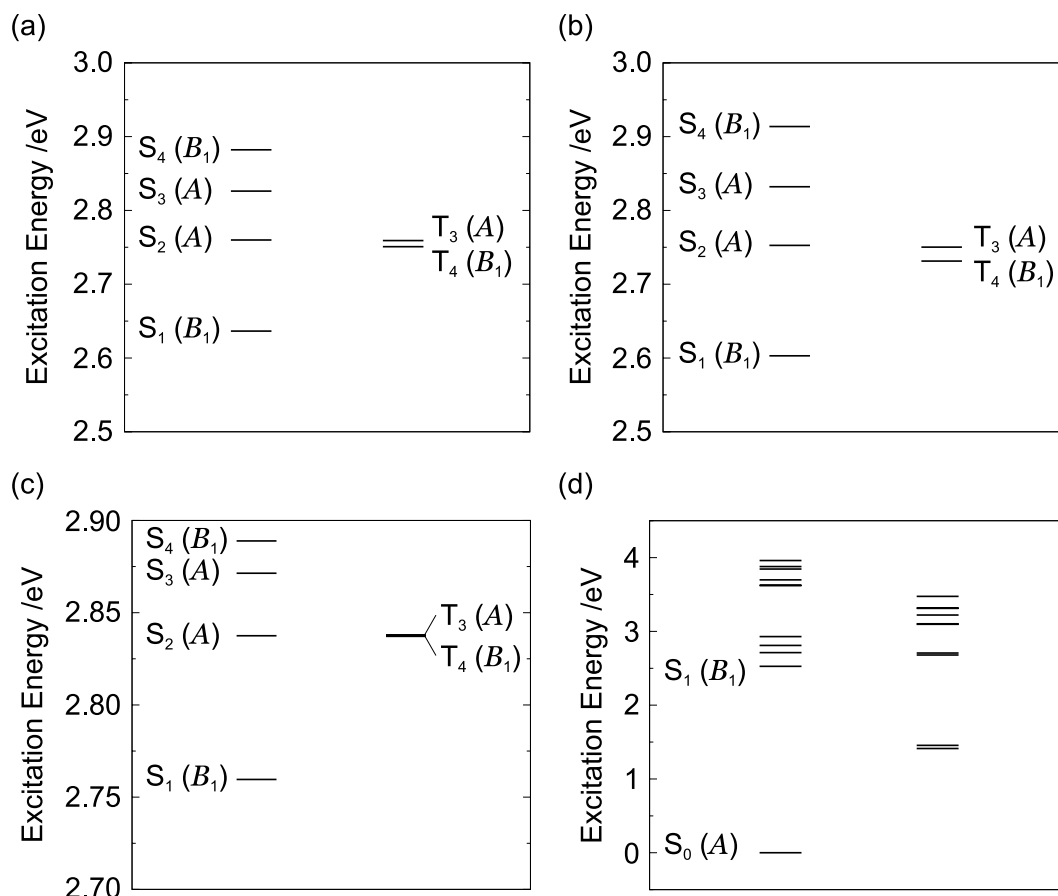 (a)
Excitation Energy /eV
3.0
2.9
2.8
2.7
2.6
2.5
S₄ (B₁)
S₃ (A)
S₂ (A)
S₁ (B₁)
T₃ (A)
T₄ (B₁)
(b)
Excitation Energy /eV
3.0
2.9
2.8
2.7
2.6
2.5
S₄ (B₁)
S₃ (A)
S₂ (A)
S₁ (B₁)
T₃ (A)
T₄ (B₁)
(c)
Excitation Energy /eV
2.90
2.85
2.80
2.75
2.70
S₄ (B₁)
S₃ (A)
S₂ (A)
S₁ (B₁)
T₃ (A)
T₄ (B₁)
(d)
Excitation Energy /eV
4
3
2
1
0
S₁ (B₁)
S₀ (A)